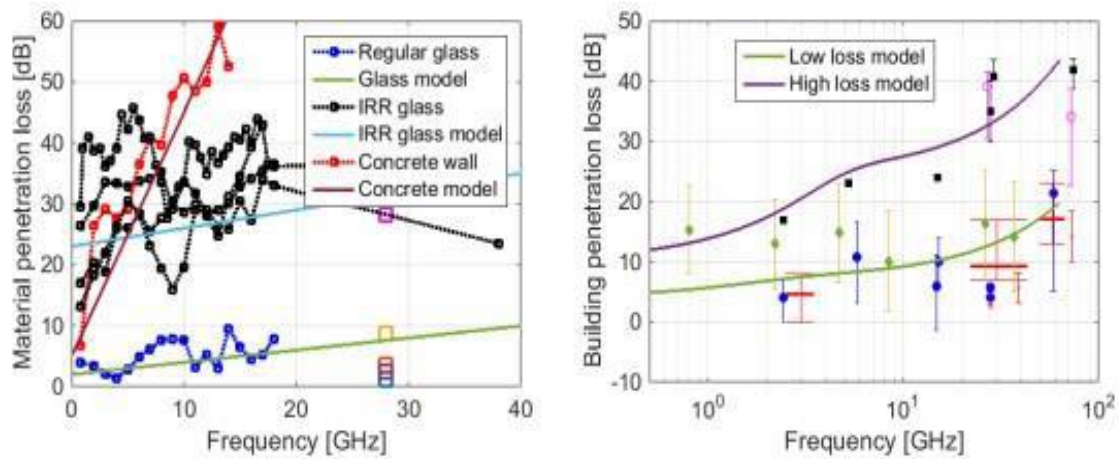 60
50
40
30
20
10
0
0
10
20
30
40
Material penetration loss [dB]
Frequency [GHz]
Regular glass
Glass model
IRR glass
IRR glass model
Concrete wall
Concrete model
50
40
30
20
10
0
-10
10^0
10^1
10^2
Building penetration loss [dB]
Frequency [GHz]
Low loss model
High loss model